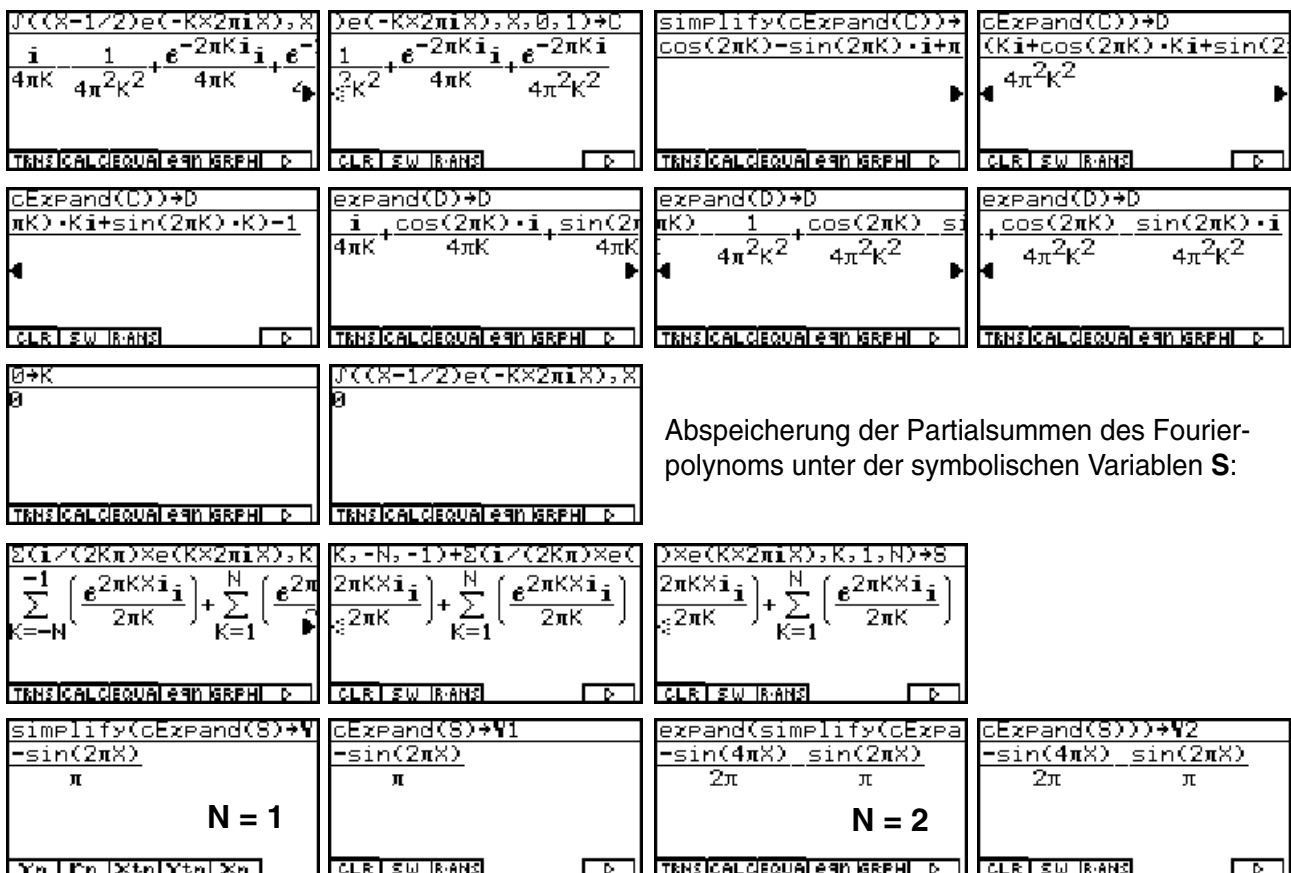 ∫((X-1/2)e(-K×2πiX),X
i/4πK - 1/4π²K² + e^-2πKi i/4πK + e^-
TRNS CALC EQUA eqn GRPH ▷
)e(-K×2πiX),X,0,1)→C
1/²K² + e^-2πKi i/4πK + e^-2πKi/4π²K²
CLR SW R·ANS ▷
simplify(cExpand(C))→
cos(2πK)-sin(2πK)·i+π
TRNS CALC EQUA eqn GRPH ▷
cExpand(C))→D
(Ki+cos(2πK)·Ki+sin(2
4π²K²
CLR SW R·ANS ▷
cExpand(C))→D
πK)·Ki+sin(2πK)·K)-1
CLR SW R·ANS ▷
expand(D)→D
i/4πK + cos(2πK)·i/4πK + sin(2π/4πK
TRNS CALC EQUA eqn GRPH ▷
expand(D)→D
πK) - 1/4π²K² + cos(2πK)/4π²K² - si
TRNS CALC EQUA eqn GRPH ▷
expand(D)→D
+ cos(2πK)/4π²K² - sin(2πK)·i/4π²K²
TRNS CALC EQUA eqn GRPH ▷
0→K
0
TRNS CALC EQUA eqn GRPH ▷
∫((X-1/2)e(-K×2πiX),X
0
TRNS CALC EQUA eqn GRPH ▷
Abspeicherung der Partialsummen des Fourier-
polynoms unter der symbolischen Variablen S:
Σ(i/(2Kπ)×e(K×2πiX),K
-1 Σ K=-N (e^2πKXi i/2πK) + N Σ K=1 (e^2π
TRNS CALC EQUA eqn GRPH ▷
K,-N,-1)+Σ(i/(2Kπ)×e(
2πKXi i/2πK) + N Σ K=1 (e^2πKXi i/2πK)
CLR SW R·ANS ▷
)×e(K×2πiX),K,1,N)→S
2πKXi i/2πK) + N Σ K=1 (e^2πKXi i/2πK)
CLR SW R·ANS ▷
simplify(cExpand(S)→Y
-sin(2πX)
π
N = 1
Yn rn Xtn Ytn Xn
cExpand(S)→Y1
-sin(2πX)
π
CLR SW R·ANS ▷
expand(simplify(cExpa
-sin(4πX)/2π - sin(2πX)/π
N = 2
TRNS CALC EQUA eqn GRPH ▷
cExpand(S)))→Y2
-sin(4πX)/2π - sin(2πX)/π
CLR SW R·ANS ▷